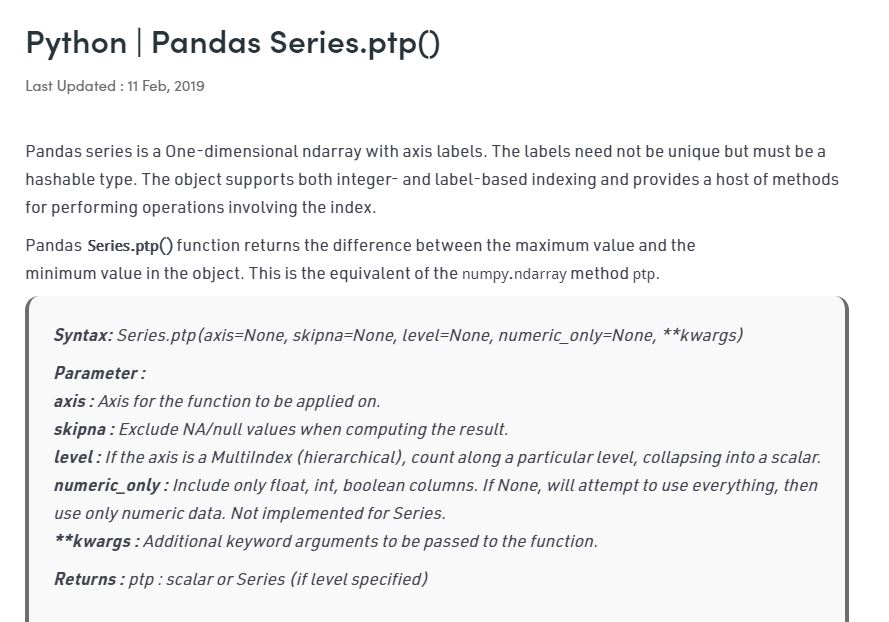 Python | Pandas Series.ptp()
Last Updated : 11 Feb, 2019
Pandas series is a One-dimensional ndarray with axis labels. The labels need not be unique but must be a
hashable type. The object supports both integer- and label-based indexing and provides a host of methods
for performing operations involving the index.
Pandas Series.ptp() function returns the difference between the maximum value and the
minimum value in the object. This is the equivalent of the numpy.ndarray method ptp.
Syntax: Series.ptp(axis=None, skipna=None, level=None, numeric_only=None, **kwargs)
Parameter :
axis : Axis for the function to be applied on.
skipna : Exclude NA/null values when computing the result.
level : If the axis is a MultiIndex (hierarchical), count along a particular level, collapsing into a scalar.
numeric_only : Include only float, int, boolean columns. If None, will attempt to use everything, then
use only numeric data. Not implemented for Series.
**kwargs : Additional keyword arguments to be passed to the function.
Returns : ptp : scalar or Series (if level specified)